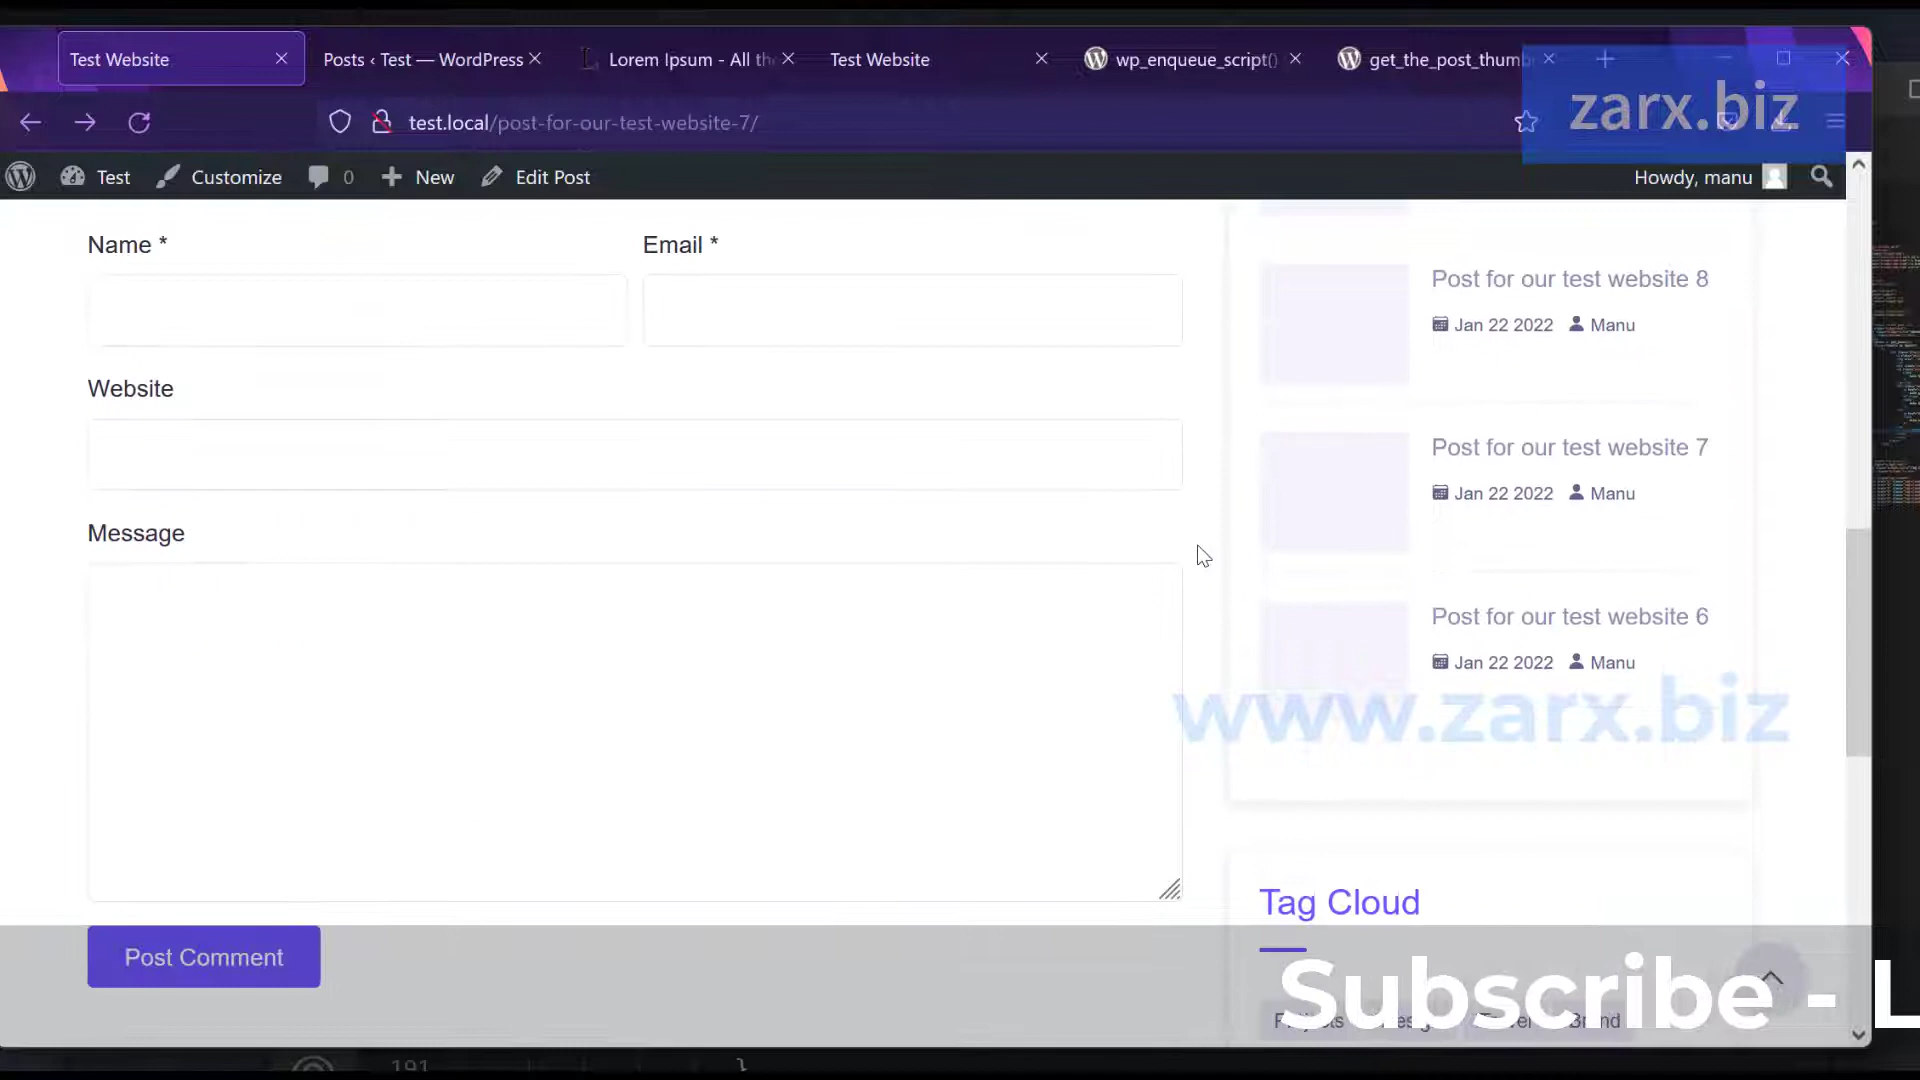 Test Website
Posts ‹ Test — WordPress
Lorem Ipsum - All th
Test Website
wp_enqueue_script()
get_the_post_thumb
zarx.biz
test.local/post-for-our-test-website-7/
Test
Customize
0
New
Edit Post
Howdy, manu
Name *
Email *
Website
Message
Post Comment
Post for our test website 8
Jan 22 2022
Manu
Post for our test website 7
Jan 22 2022
Manu
Post for our test website 6
Jan 22 2022
Manu
www.zarx.biz
Tag Cloud
Subscribe - L
191 }